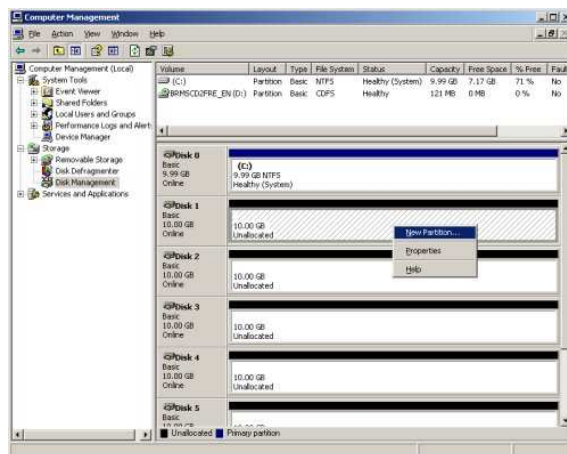 Computer Management
File Action View Window Help
Computer Management (Local)
System Tools
Event Viewer
Shared Folders
Local Users and Groups
Performance Logs and Alert
Device Manager
Storage
Removable Storage
Disk Defragmenter
Disk Management
Services and Applications
Volume Layout Type File System Status Capacity Free Space % Free Faul
(C:) Partition Basic NTFS Healthy (System) 9.99 GB 7.17 GB 71 % No
BRMSCD2FRE_EN (D:) Partition Basic CDFS Healthy 121 MB 0 MB 0 % No
Disk 0
Basic
9.99 GB
Online
(C:)
9.99 GB NTFS
Healthy (System)
Disk 1
Basic
10.00 GB
Online
10.00 GB
Unallocated
New Partition...
Properties
Help
Disk 2
Basic
10.00 GB
Online
10.00 GB
Unallocated
Disk 3
Basic
10.00 GB
Online
10.00 GB
Unallocated
Disk 4
Basic
10.00 GB
Online
10.00 GB
Unallocated
Disk 5
Basic
10.00 GB
10.00 GB
Unallocated Primary partition